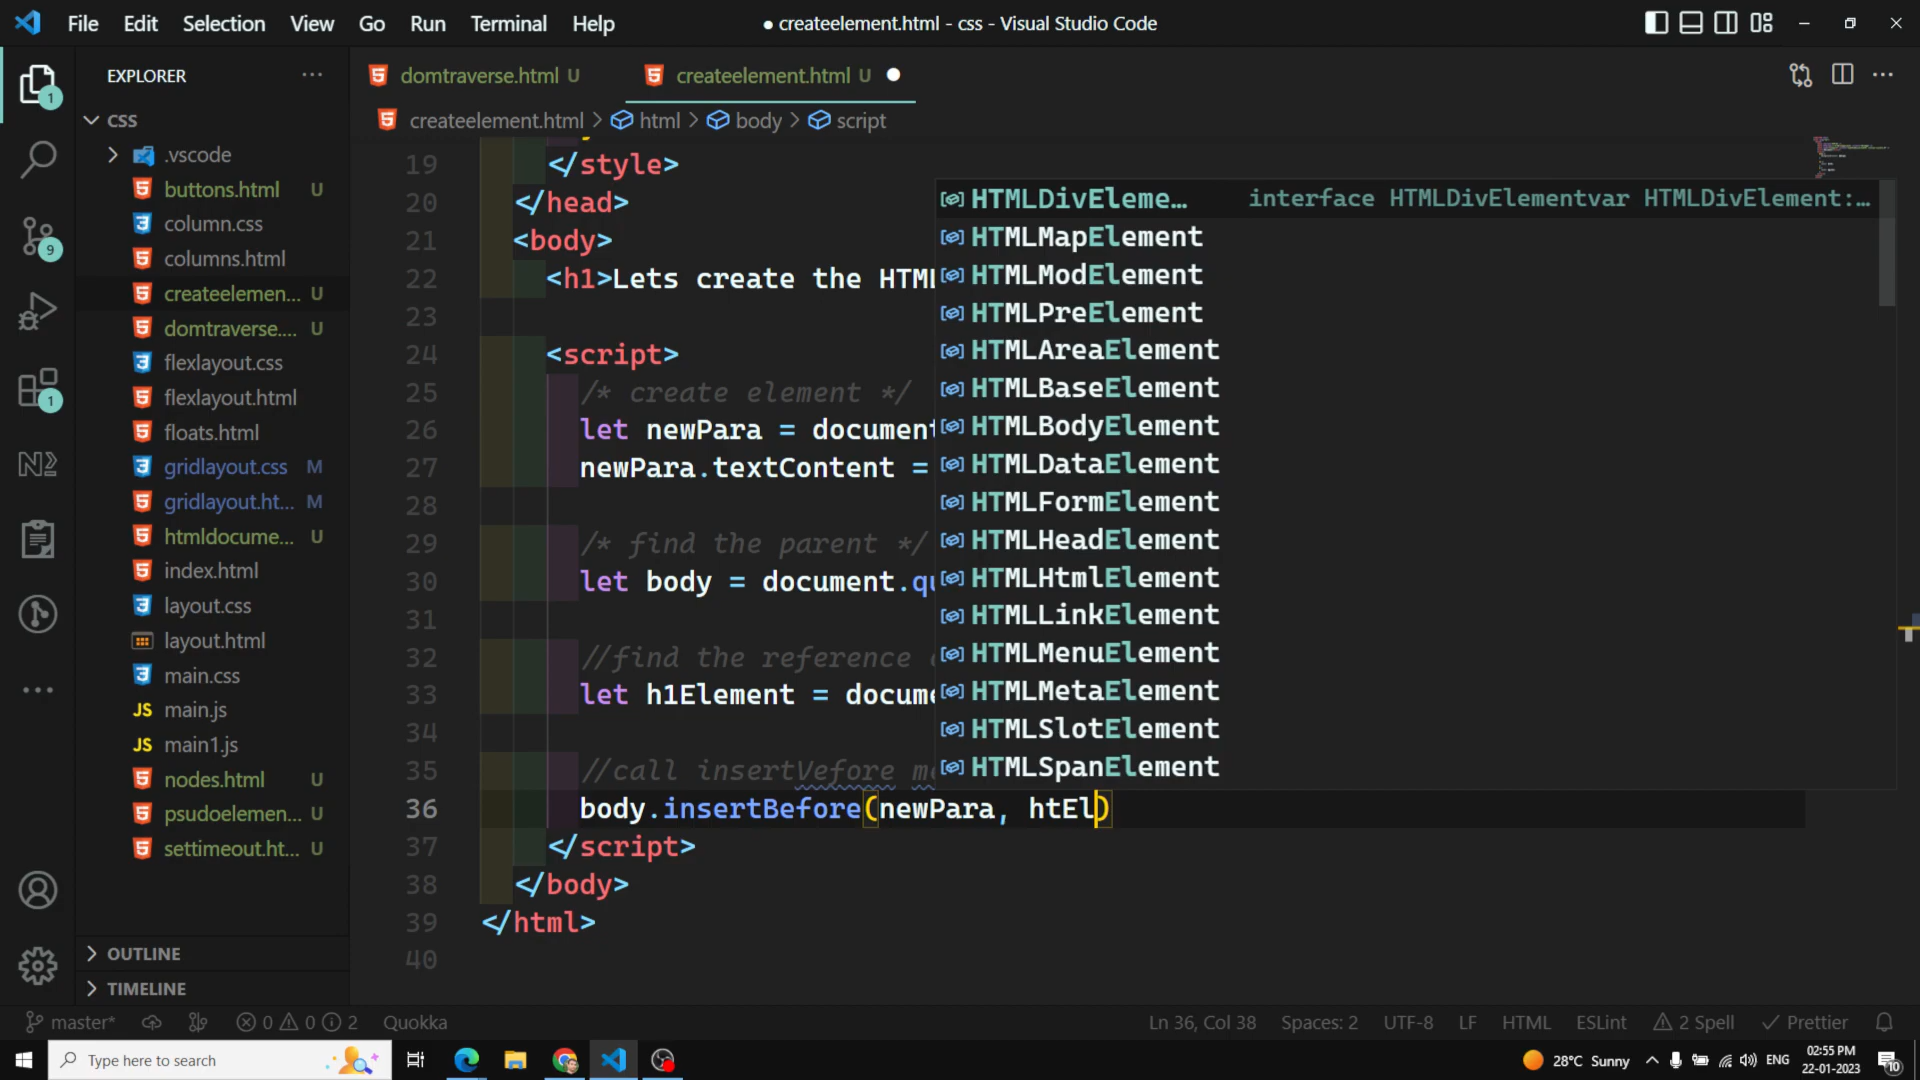 File Edit Selection View Go Run Terminal Help
● createelement.html - css - Visual Studio Code
EXPLORER
CSS
.vscode
buttons.html U
column.css
columns.html
createelemen... U
domtraverse.... U
flexlayout.css
flexlayout.html
floats.html
gridlayout.css M
gridlayout.ht... M
htmldocume... U
index.html
layout.css
layout.html
main.css
JS main.js
JS main1.js
nodes.html U
psudoelemen... U
settimeout.ht... U
OUTLINE
TIMELINE
1
9
1
domtraverse.html U
createelement.html U
createelement.html > html > body > script
19 </style>
20 </head>
21 <body>
22 <h1>Lets create the HTML
23
24 <script>
25 /* create element */
26 let newPara = document
27 newPara.textContent =
28
29 /* find the parent */
30 let body = document.qu
31
32 //find the reference
33 let h1Element = docume
34
35 //call insertVefore me
36 body.insertBefore(newPara, htEl)
37 </script>
38 </body>
39 </html>
40
HTMLDivEleme... interface HTMLDivElementvar HTMLDivElement:...
HTMLMapElement
HTMLModElement
HTMLPreElement
HTMLAreaElement
HTMLBaseElement
HTMLBodyElement
HTMLDataElement
HTMLFormElement
HTMLHeadElement
HTMLHtmlElement
HTMLLinkElement
HTMLMenuElement
HTMLMetaElement
HTMLSlotElement
HTMLSpanElement
master* 0 0 2 Quokka
Ln 36, Col 38 Spaces: 2 UTF-8 LF HTML ESLint 2 Spell Prettier
Type here to search
28°C Sunny ENG
02:55 PM
22-01-2023
10